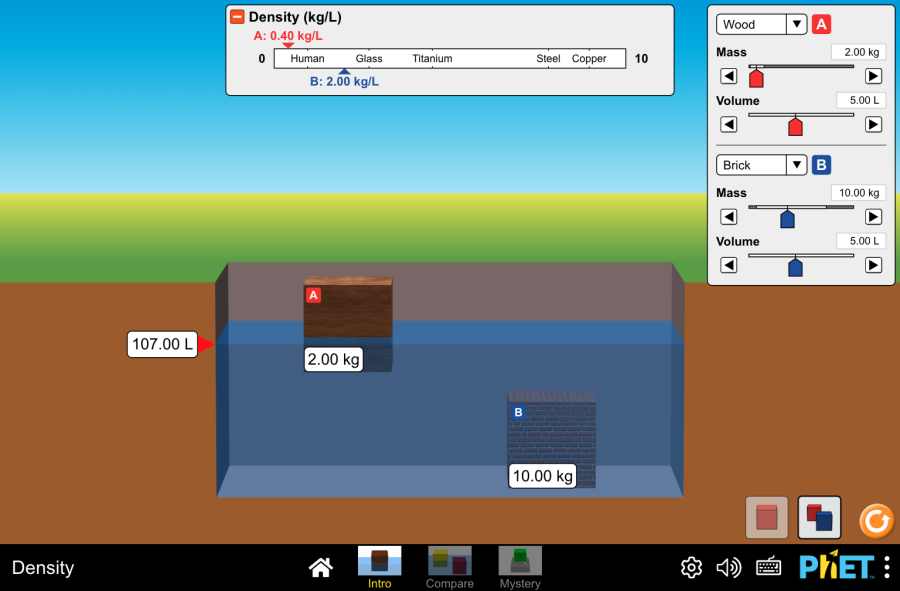 Density (kg/L)
A: 0.40 kg/L
0 Human Glass Titanium Steel Copper 10
B: 2.00 kg/L
Wood A
Mass 2.00 kg
Volume 5.00 L
Brick B
Mass 10.00 kg
Volume 5.00 L
A
107.00 L
2.00 kg
B
10.00 kg
Density
Intro
Compare
Mystery
PhET